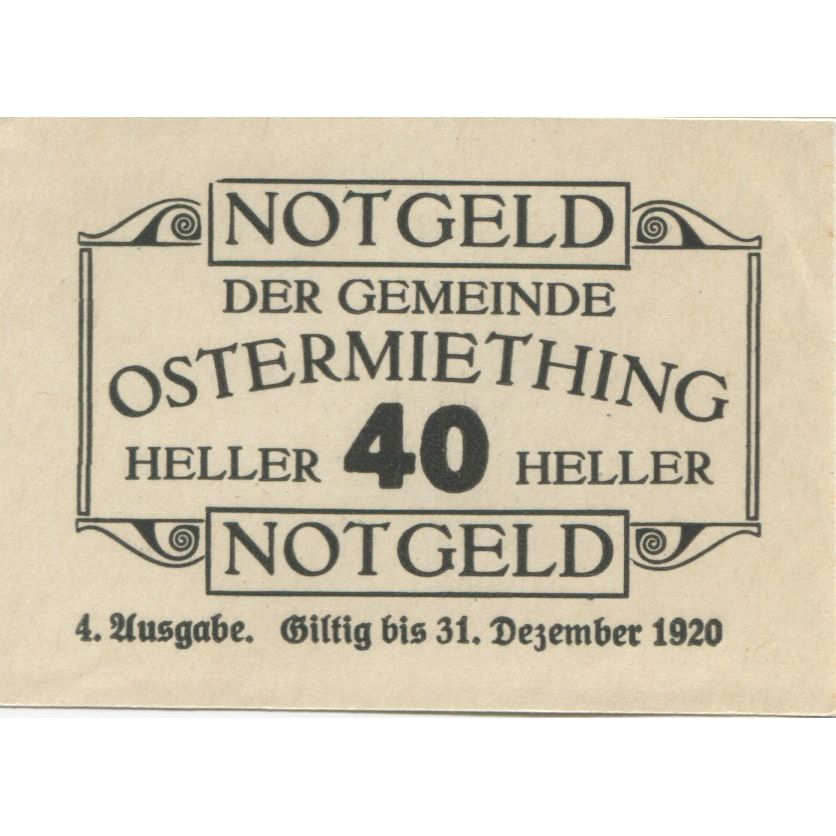 NOTGELD
DER GEMEINDE
OSTERMIETHING
HELLER 40 HELLER
NOTGELD
4. Ausgabe. Giltig bis 31. Dezember 1920